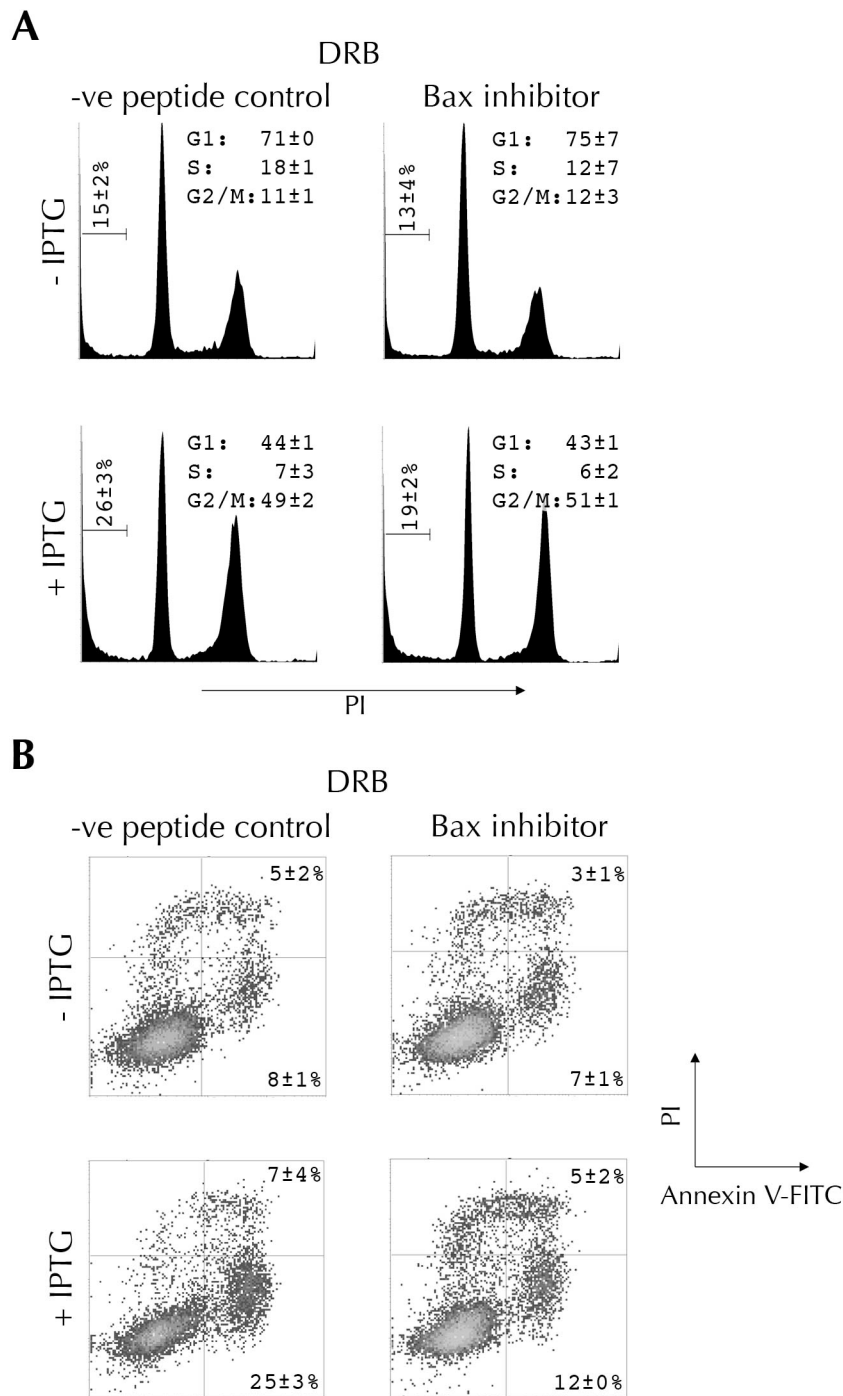 A
DRB
-ve peptide control
Bax inhibitor
- IPTG
15±2%
G1: 71±0
S: 18±1
G2/M:11±1
13±4%
G1: 75±7
S: 12±7
G2/M:12±3
+ IPTG
26±3%
G1: 44±1
S: 7±3
G2/M:49±2
19±2%
G1: 43±1
S: 6±2
G2/M:51±1
PI
B
DRB
-ve peptide control
Bax inhibitor
- IPTG
5±2%
8±1%
3±1%
7±1%
+ IPTG
7±4%
25±3%
5±2%
12±0%
PI
Annexin V-FITC